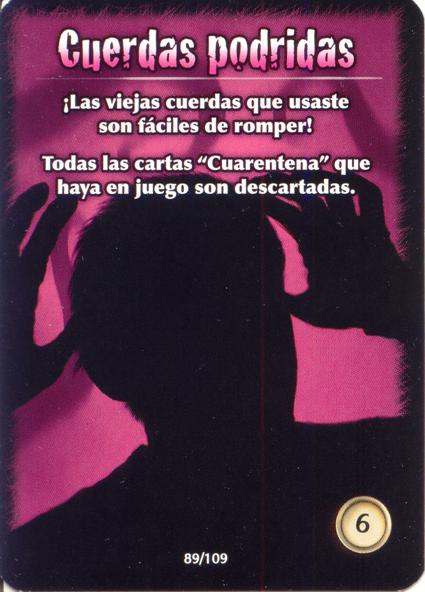 Cuerdas podridas
¡Las viejas cuerdas que usaste
son fáciles de romper!
Todas las cartas “Cuarentena” que
haya en juego son descartadas.
6
89/109